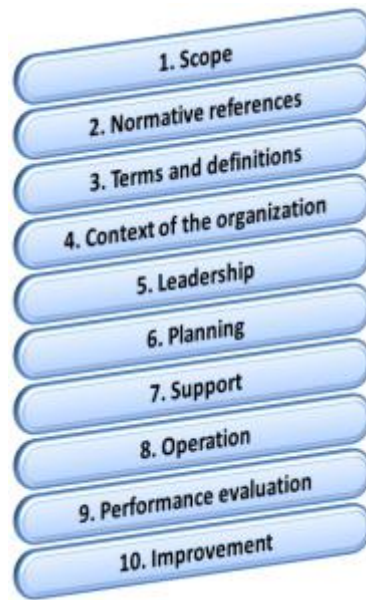 1. Scope
2. Normative references
3. Terms and definitions
4. Context of the organization
5. Leadership
6. Planning
7. Support
8. Operation
9. Performance evaluation
10. Improvement